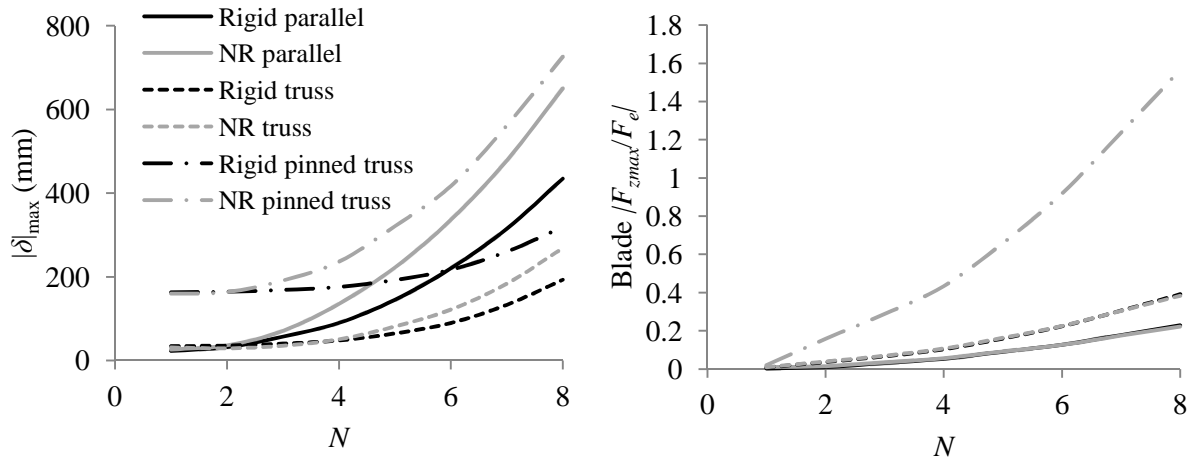 800
600
400
200
0
|δ|max (mm)
Rigid parallel
NR parallel
Rigid truss
NR truss
Rigid pinned truss
NR pinned truss
0 2 4 6 8
N
1.8
1.6
1.4
1.2
1
0.8
0.6
0.4
0.2
0
Blade |Fzmax/Fe|
0 2 4 6 8
N